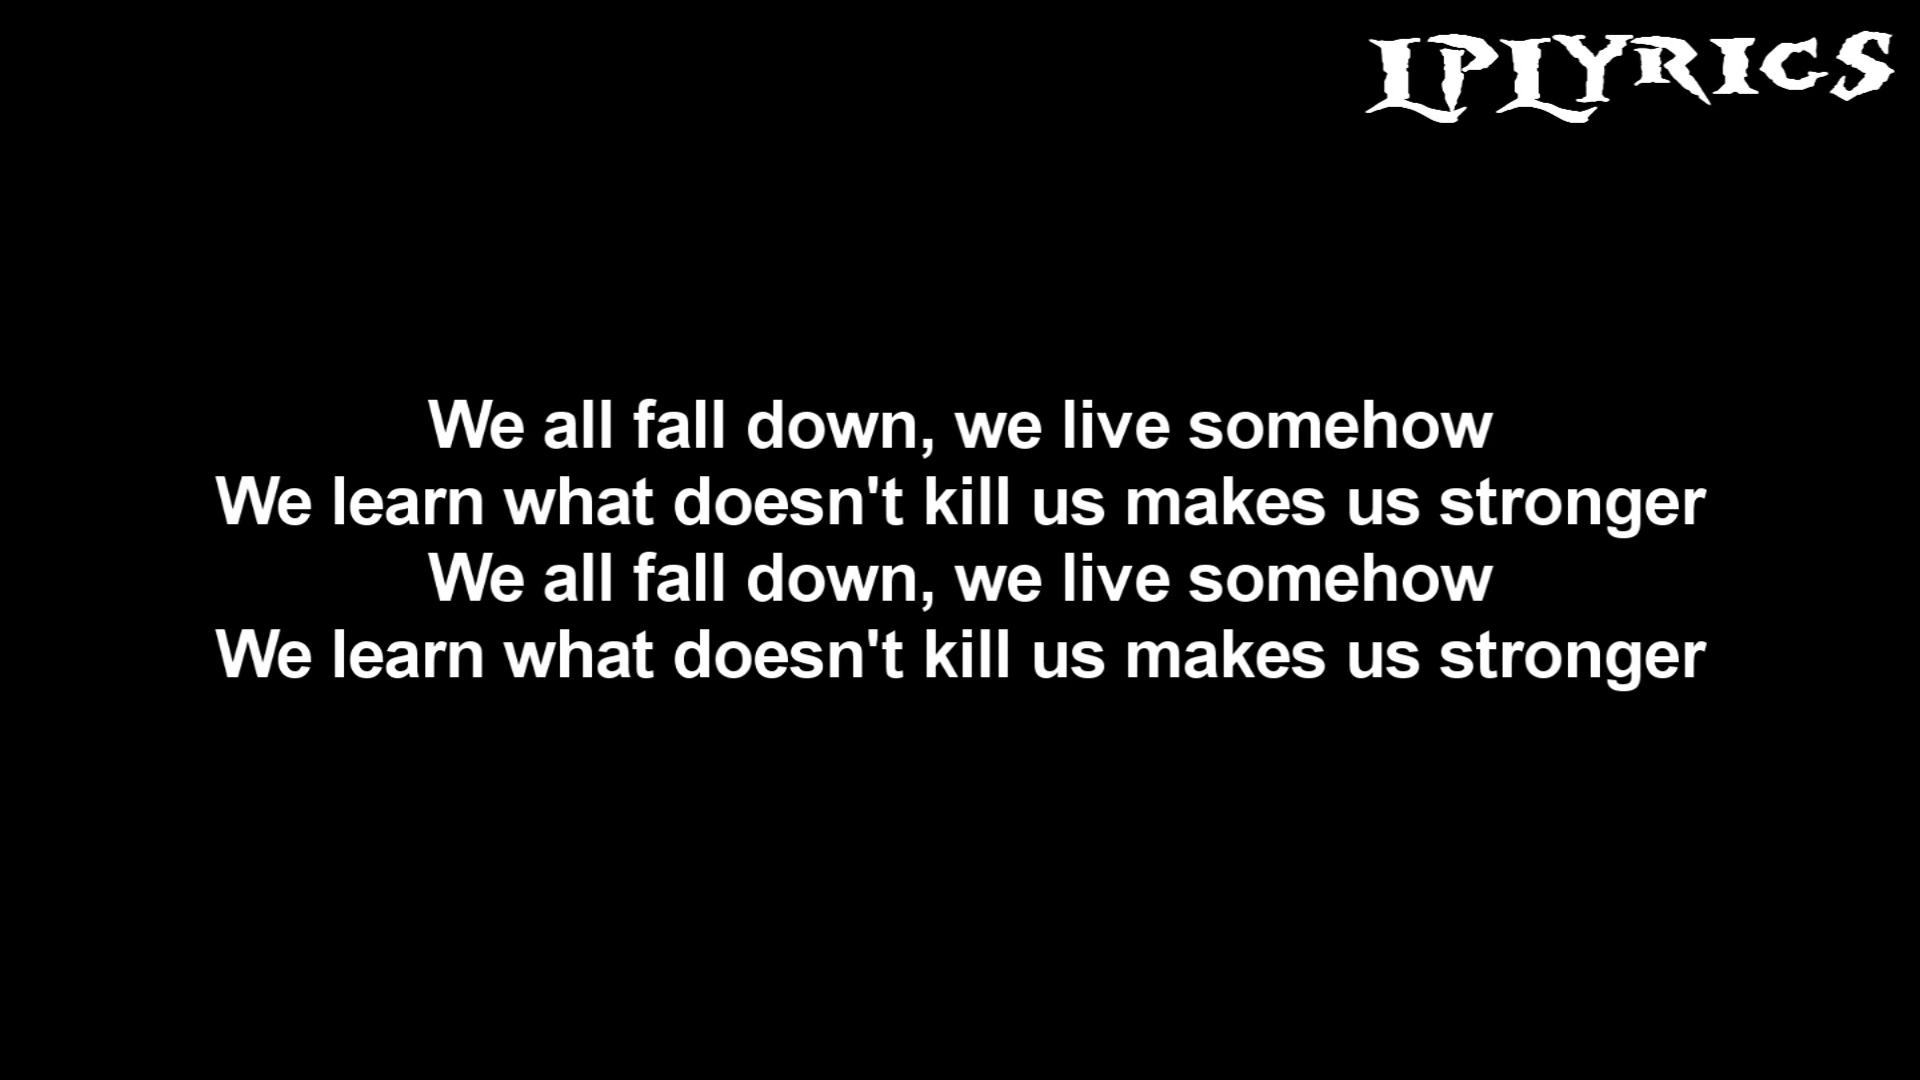 LPLYRICS
We all fall down, we live somehow
We learn what doesn't kill us makes us stronger
We all fall down, we live somehow
We learn what doesn't kill us makes us stronger